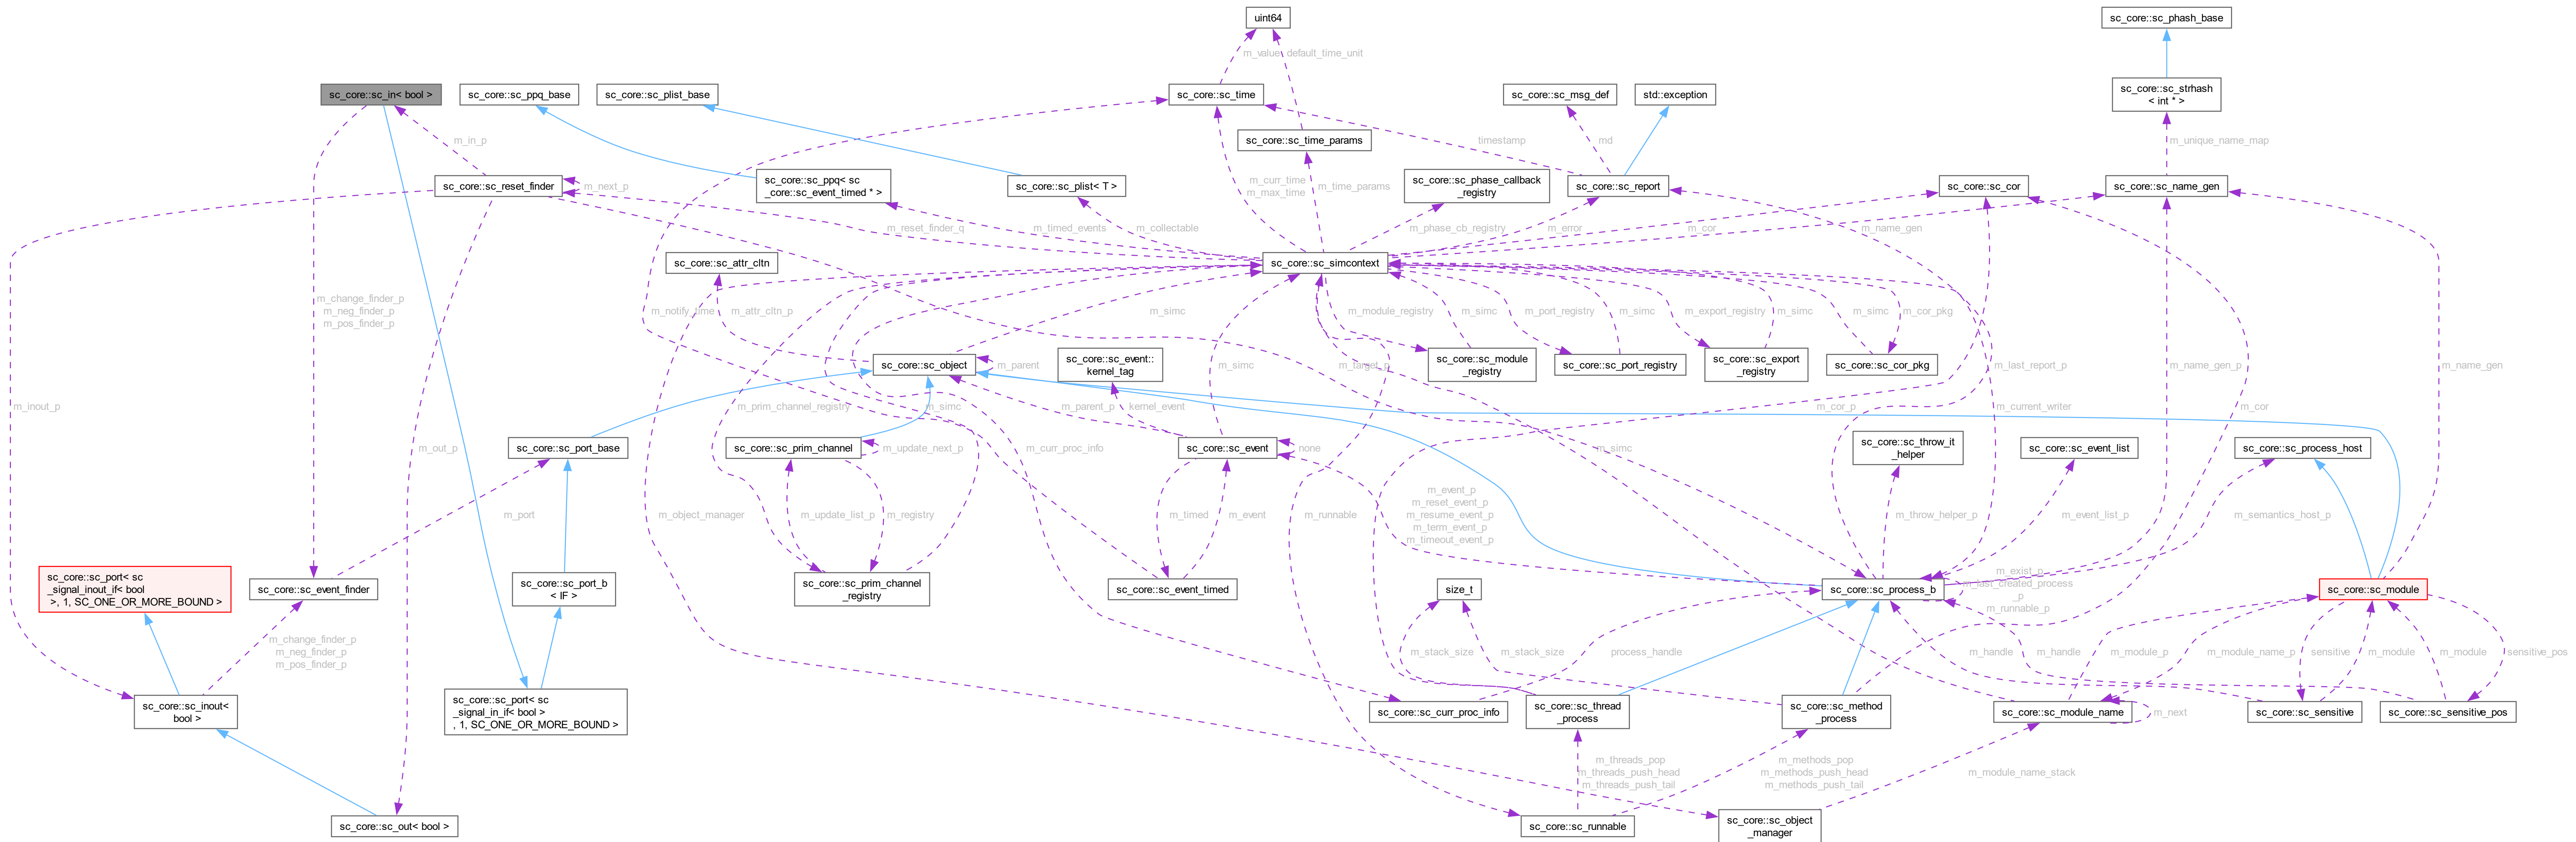 uint64
sc_core::sc_phash_base
m_value
default_time_unit
sc_core::sc_in< bool >
sc_core::sc_ppq_base
sc_core::sc_plist_base
sc_core::sc_time
sc_core::sc_msg_def
std::exception
sc_core::sc_strhash
< int * >
m_in_p
sc_core::sc_time_params
timestamp
md
m_unique_name_map
sc_core::sc_reset_finder
m_next_p
sc_core::sc_ppq< sc
_core::sc_event_timed * >
sc_core::sc_plist< T >
m_curr_time
m_max_time
m_time_params
sc_core::sc_phase_callback
_registry
sc_core::sc_report
sc_core::sc_cor
sc_core::sc_name_gen
m_reset_finder_q
m_timed_events
m_collectable
m_phase_cb_registry
m_error
m_cor
m_name_gen
sc_core::sc_attr_cltn
sc_core::sc_simcontext
m_change_finder_p
m_neg_finder_p
m_pos_finder_p
m_notify_time
m_attr_cltn_p
m_simc
m_module_registry
m_simc
m_port_registry
m_simc
m_export_registry
m_simc
m_simc
m_cor_pkg
sc_core::sc_object
m_parent
sc_core::sc_event::
kernel_tag
m_simc
m_target_p
sc_core::sc_module
_registry
sc_core::sc_port_registry
sc_core::sc_export
_registry
sc_core::sc_cor_pkg
m_last_report_p
m_name_gen_p
m_name_gen
m_inout_p
m_prim_channel_registry
m_simc
m_parent_p
kernel_event
m_cor_p
m_current_writer
m_cor
m_out_p
sc_core::sc_port_base
sc_core::sc_prim_channel
m_update_next_p
m_curr_proc_info
sc_core::sc_event
none
m_simc
sc_core::sc_throw_it
_helper
sc_core::sc_event_list
sc_core::sc_process_host
m_port
m_object_manager
m_update_list_p
m_registry
m_timed
m_event
m_runnable
m_event_p
m_reset_event_p
m_resume_event_p
m_term_event_p
m_timeout_event_p
m_throw_helper_p
m_event_list_p
m_semantics_host_p
sc_core::sc_port< sc
_signal_inout_if< bool
>, 1, SC_ONE_OR_MORE_BOUND >
sc_core::sc_event_finder
sc_core::sc_port_b
< IF >
sc_core::sc_prim_channel
_registry
sc_core::sc_event_timed
size_t
sc_core::sc_process_b
m_exist_p
m_last_created_process
_p
m_runnable_p
sc_core::sc_module
m_change_finder_p
m_neg_finder_p
m_pos_finder_p
m_stack_size
m_stack_size
process_handle
m_handle
m_handle
m_module_p
m_module_name_p
sensitive
m_module
m_module
sensitive_pos
sc_core::sc_inout<
bool >
sc_core::sc_port< sc
_signal_in_if< bool >
, 1, SC_ONE_OR_MORE_BOUND >
sc_core::sc_curr_proc_info
sc_core::sc_thread
_process
sc_core::sc_method
_process
sc_core::sc_module_name
m_next
sc_core::sc_sensitive
sc_core::sc_sensitive_pos
m_threads_pop
m_threads_push_head
m_threads_push_tail
m_methods_pop
m_methods_push_head
m_methods_push_tail
m_module_name_stack
sc_core::sc_out< bool >
sc_core::sc_runnable
sc_core::sc_object
_manager